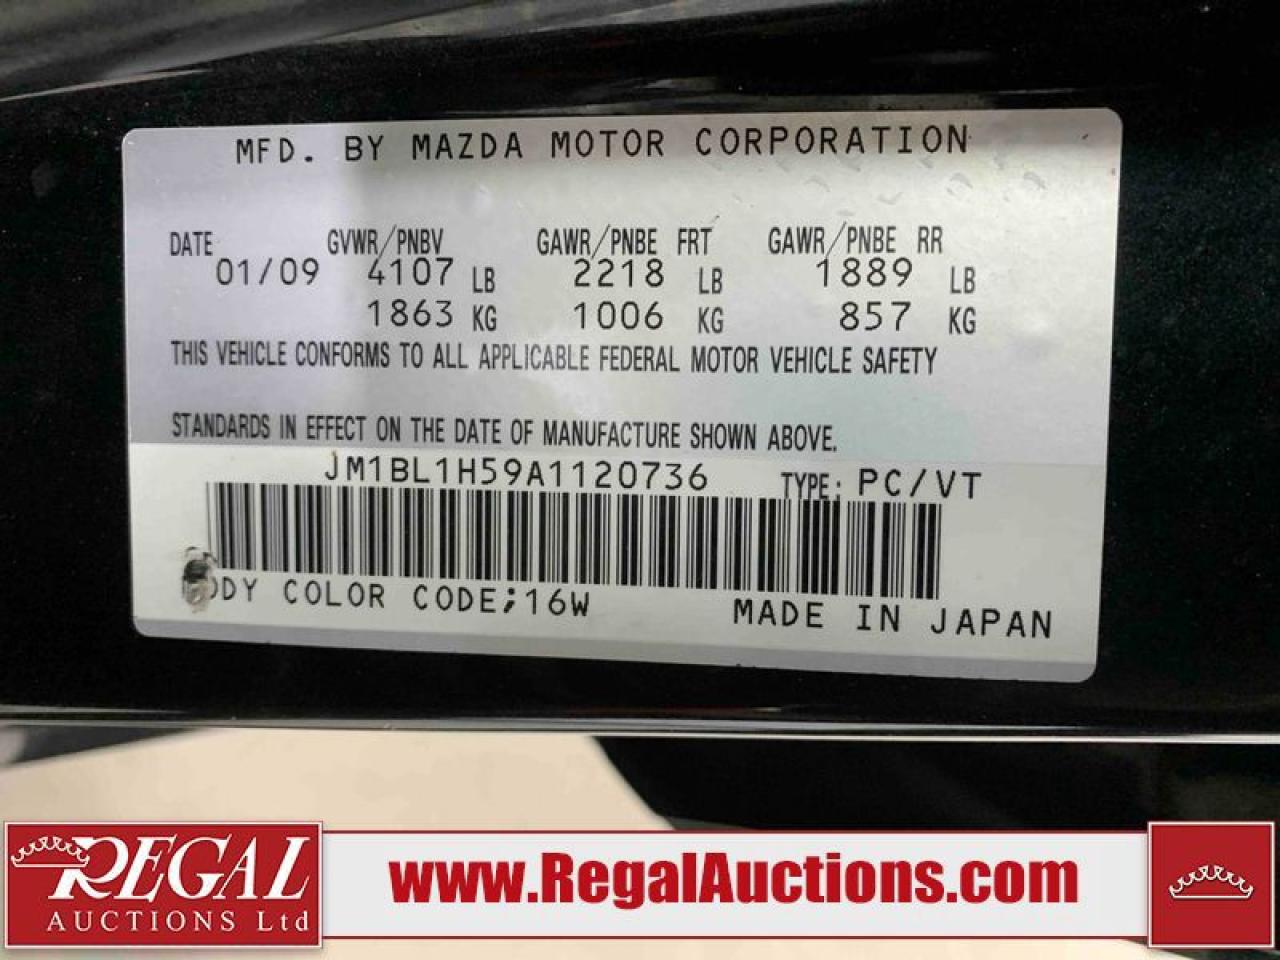 MFD. BY MAZDA MOTOR CORPORATION
DATE GVWR/PNBV GAWR/PNBE FRT GAWR/PNBE RR
01/09 4107 LB 2218 LB 1889 LB
1863 KG 1006 KG 857 KG
THIS VEHICLE CONFORMS TO ALL APPLICABLE FEDERAL MOTOR VEHICLE SAFETY
STANDARDS IN EFFECT ON THE DATE OF MANUFACTURE SHOWN ABOVE.
JM1BL1H59A1120736 TYPE: PC/VT
BODY COLOR CODE;16W MADE IN JAPAN
REGAL
AUCTIONS Ltd
www.RegalAuctions.com